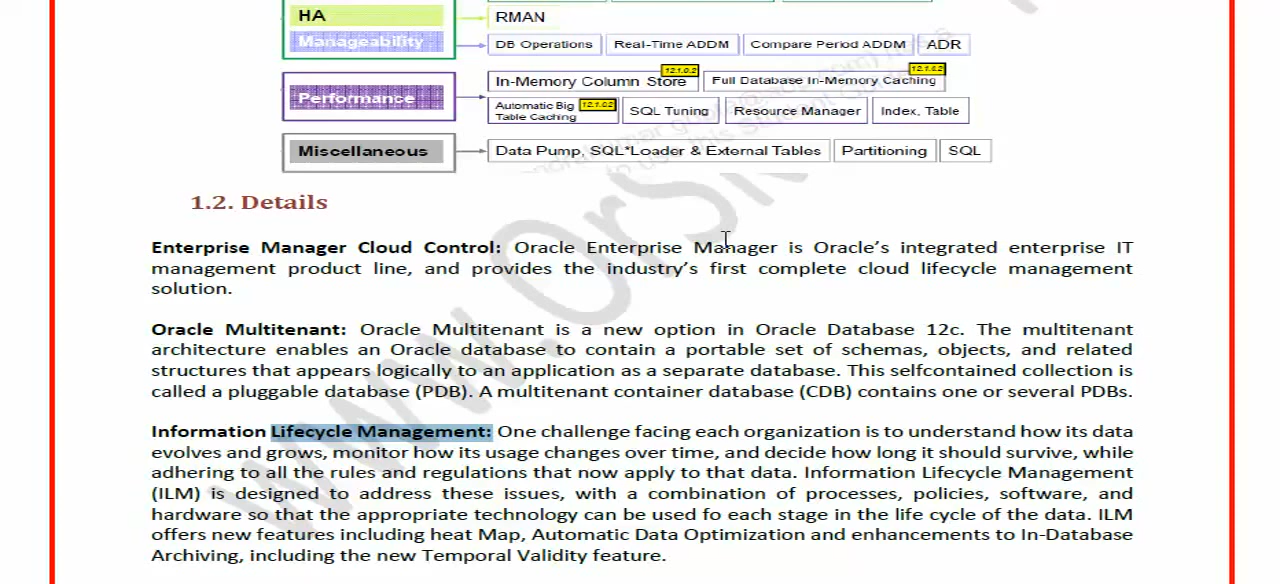 HA
RMAN
Manageability
DB Operations
Real-Time ADDM
Compare Period ADDM
ADR
12.1.0.2
12.1.0.2
In-Memory Column Store
Full Database In-Memory Caching
Performance
Automatic Big 12.1.0.2
Table Caching
SQL Tuning
Resource Manager
Index, Table
Miscellaneous
Data Pump, SQL*Loader & External Tables
Partitioning
SQL
1.2. Details
Enterprise Manager Cloud Control: Oracle Enterprise Manager is Oracle's integrated enterprise IT
management product line, and provides the industry's first complete cloud lifecycle management
solution.
Oracle Multitenant: Oracle Multitenant is a new option in Oracle Database 12c. The multitenant
architecture enables an Oracle database to contain a portable set of schemas, objects, and related
structures that appears logically to an application as a separate database. This selfcontained collection is
called a pluggable database (PDB). A multitenant container database (CDB) contains one or several PDBs.
Information Lifecycle Management: One challenge facing each organization is to understand how its data
evolves and grows, monitor how its usage changes over time, and decide how long it should survive, while
adhering to all the rules and regulations that now apply to that data. Information Lifecycle Management
(ILM) is designed to address these issues, with a combination of processes, policies, software, and
hardware so that the appropriate technology can be used fo each stage in the life cycle of the data. ILM
offers new features including heat Map, Automatic Data Optimization and enhancements to In-Database
Archiving, including the new Temporal Validity feature.